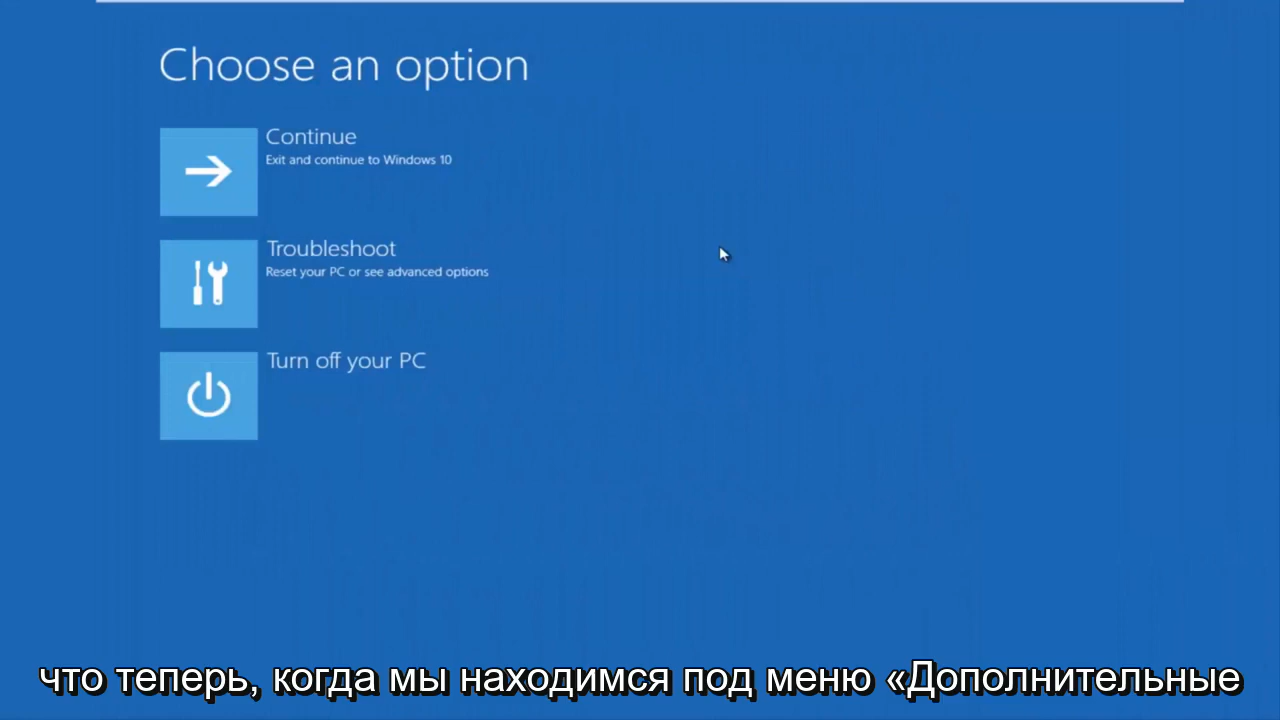 Choose an option
Continue
Exit and continue to Windows 10
Troubleshoot
Reset your PC or see advanced options
Turn off your PC
что теперь, когда мы находимся под меню «Дополнительные